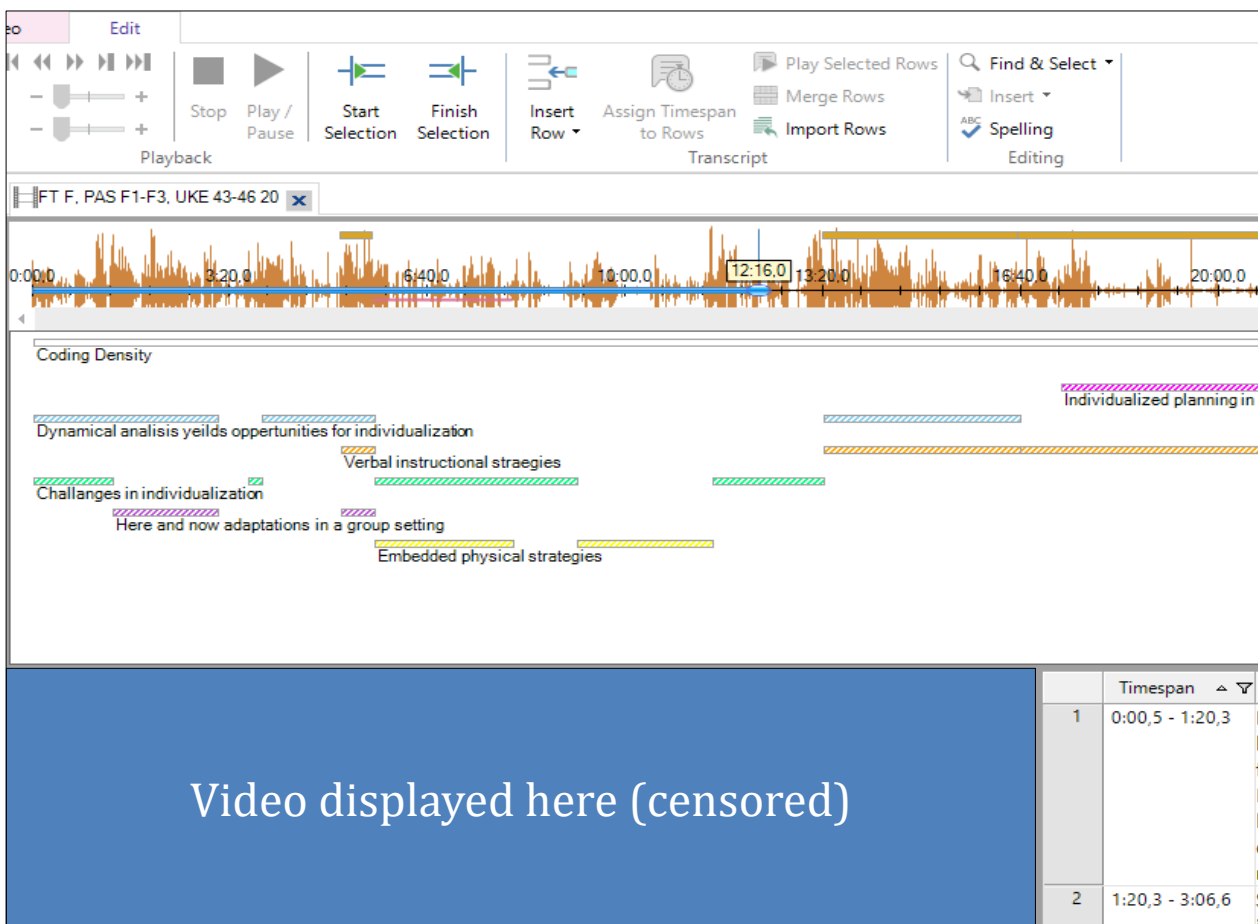 eo Edit
Stop Play / Pause Start Selection Finish Selection Insert Row Assign Timespan to Rows Play Selected Rows Find & Select
Merge Rows Insert
Import Rows ABC Spelling
Playback Transcript Editing
FT F, PAS F1-F3, UKE 43-46 20
0:00,0 3:20,0 6:40,0 10:00,0 12:16,0 13:20,0 16:40,0 20:00,0
Coding Density
Individualized planning in
Dynamical analisis yeilds oppertunities for individualization
Verbal instructional straegies
Challanges in individualization
Here and now adaptations in a group setting
Embedded physical strategies
Video displayed here (censored)
Timespan
1 0:00,5 - 1:20,3
2 1:20,3 - 3:06,6